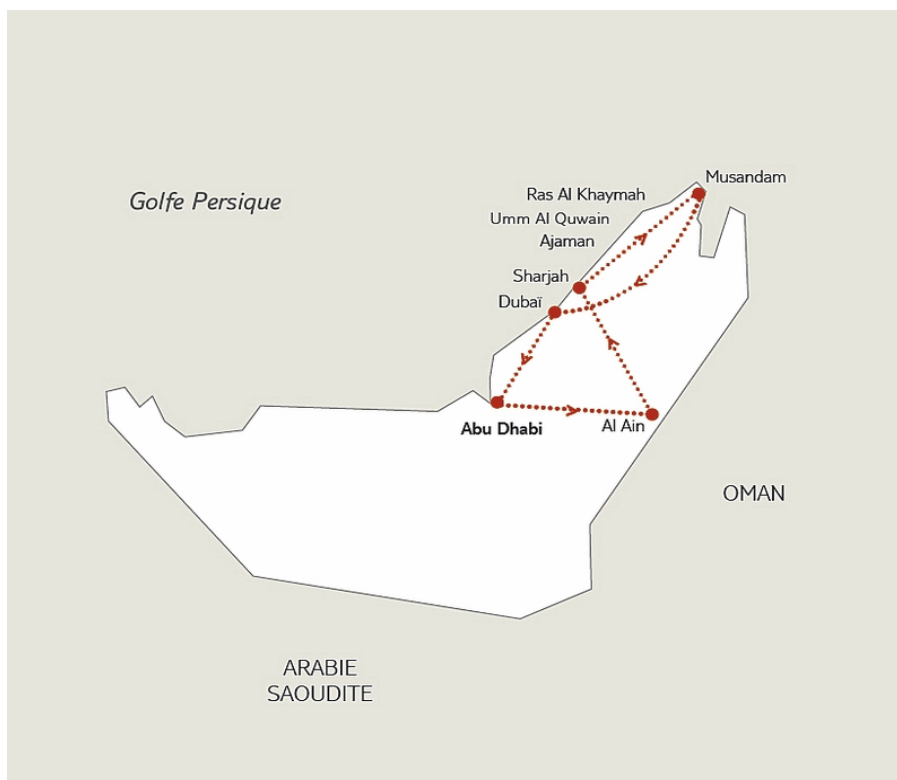 Musandam
Ras Al Khaymah
Golfe Persique
Umm Al Quwain
Ajaman
Sharjah
Dubaï
Abu Dhabi
Al Ain
OMAN
ARABIE
SAOUDITE